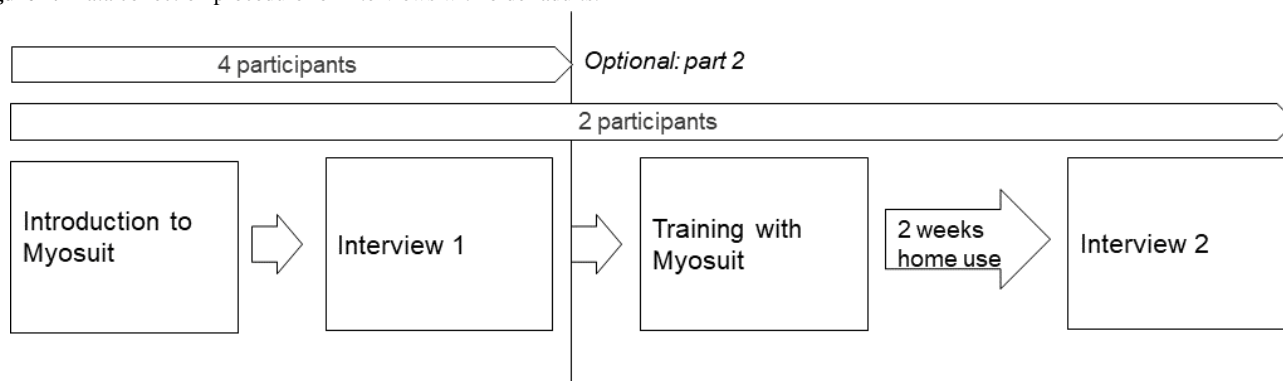 4 participants
Optional: part 2
2 participants
Introduction to
Myosuit
Interview 1
Training with
Myosuit
2 weeks
home use
Interview 2